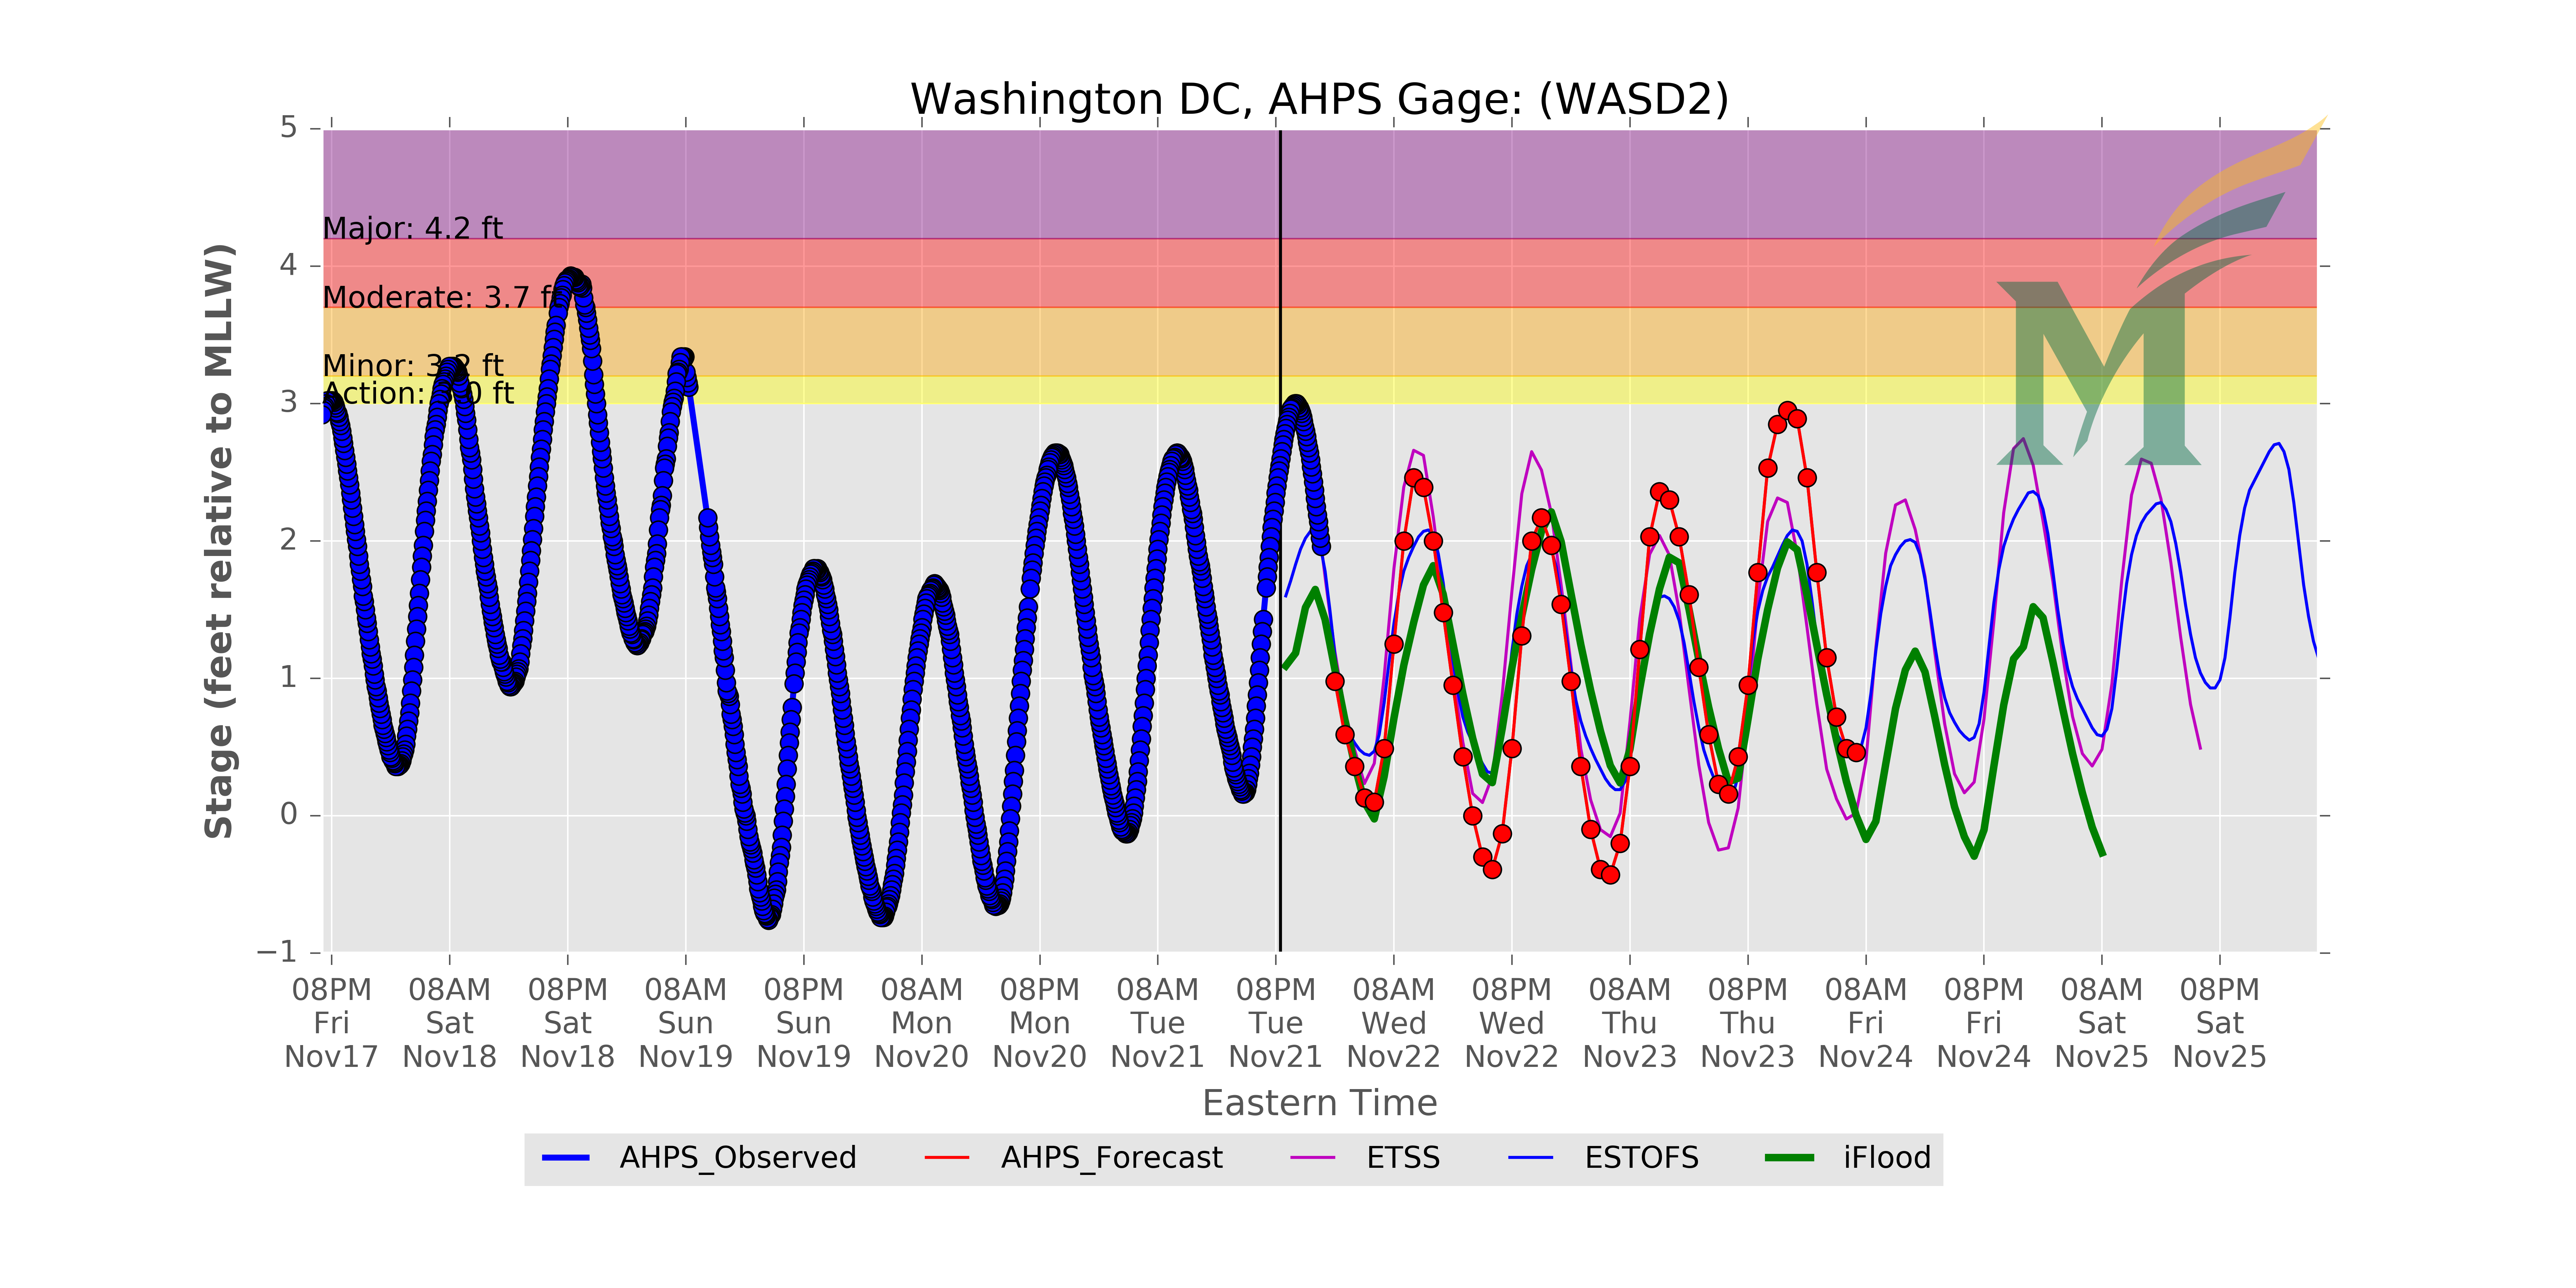 Washington DC, AHPS Gage: (WASD2)
5
4
3
2
1
0
−1
Stage (feet relative to MLLW)
Major: 4.2 ft
Moderate: 3.7 ft
Minor: 3.2 ft
Action: 3.0 ft
08PM 08AM 08PM 08AM 08PM 08AM 08PM 08AM 08PM 08AM 08PM 08AM 08PM 08AM 08PM 08AM 08PM
Fri Sat Sat Sun Sun Mon Mon Tue Tue Wed Wed Thu Thu Fri Fri Sat Sat
Nov17 Nov18 Nov18 Nov19 Nov19 Nov20 Nov20 Nov21 Nov21 Nov22 Nov22 Nov23 Nov23 Nov24 Nov24 Nov25 Nov25
Eastern Time
AHPS_Observed AHPS_Forecast ETSS ESTOFS iFlood